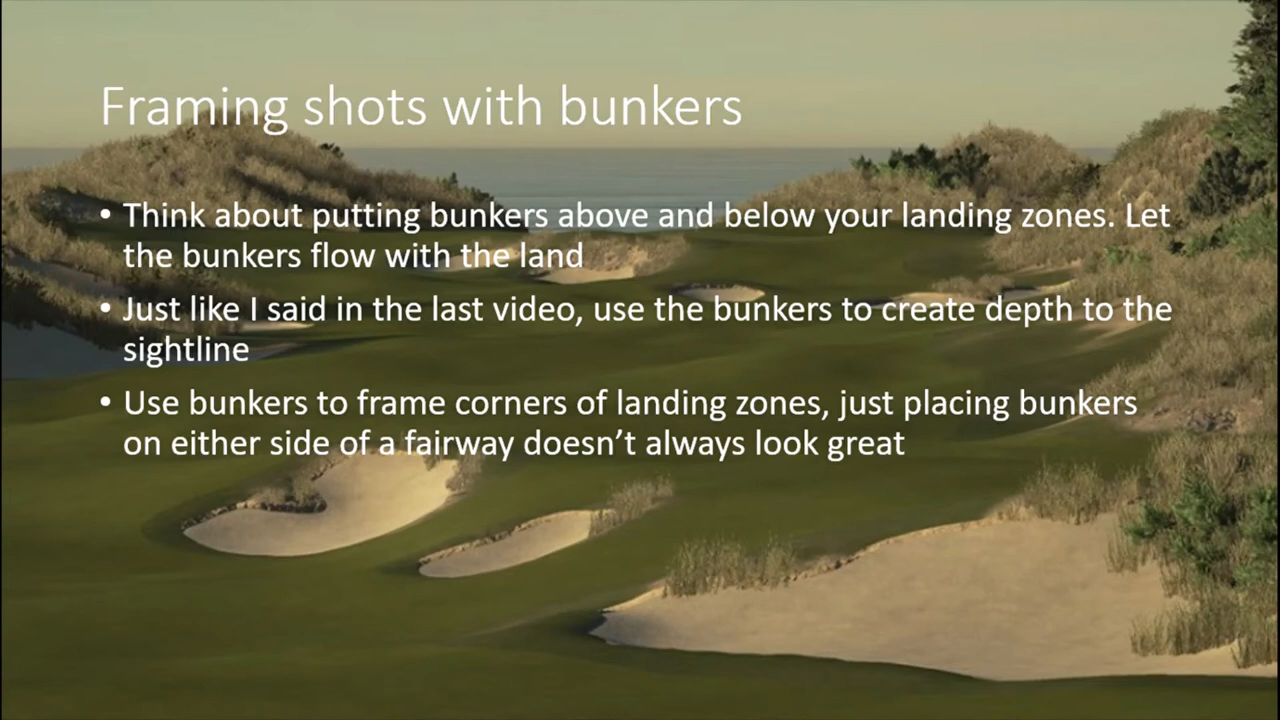 Framing shots with bunkers
• Think about putting bunkers above and below your landing zones. Let
the bunkers flow with the land
• Just like I said in the last video, use the bunkers to create depth to the
sightline
• Use bunkers to frame corners of landing zones, just placing bunkers
on either side of a fairway doesn’t always look great